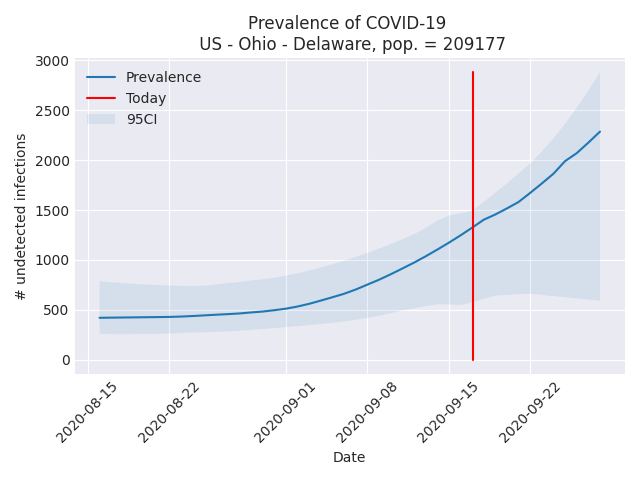 Prevalence of COVID-19
US - Ohio - Delaware, pop. = 209177
Prevalence
Today
95CI
3000
2500
2000
1500
1000
500
0
# undetected infections
2020-08-15
2020-08-22
2020-09-01
2020-09-08
2020-09-15
2020-09-22
Date